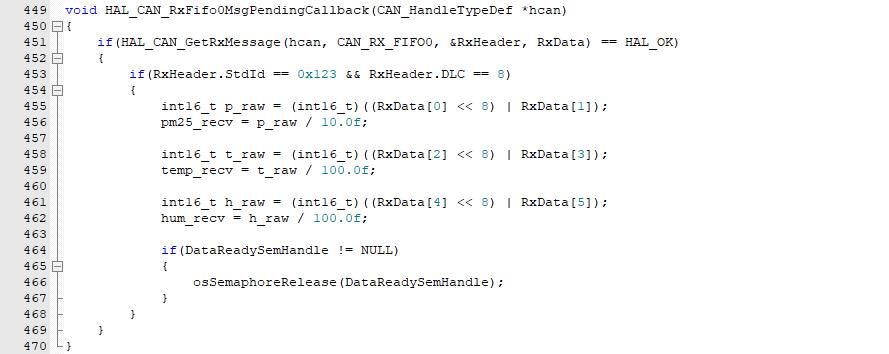 449 void HAL_CAN_RxFifo0MsgPendingCallback(CAN_HandleTypeDef *hcan)
450 {
451     if(HAL_CAN_GetRxMessage(hcan, CAN_RX_FIFO0, &RxHeader, RxData) == HAL_OK)
452     {
453         if(RxHeader.StdId == 0x123 && RxHeader.DLC == 8)
454         {
455             int16_t p_raw = (int16_t)((RxData[0] << 8) | RxData[1]);
456             pm25_recv = p_raw / 10.0f;
457
458             int16_t t_raw = (int16_t)((RxData[2] << 8) | RxData[3]);
459             temp_recv = t_raw / 100.0f;
460
461             int16_t h_raw = (int16_t)((RxData[4] << 8) | RxData[5]);
462             hum_recv = h_raw / 100.0f;
463
464             if(DataReadySemHandle != NULL)
465             {
466                 osSemaphoreRelease(DataReadySemHandle);
467             }
468         }
469     }
470 }